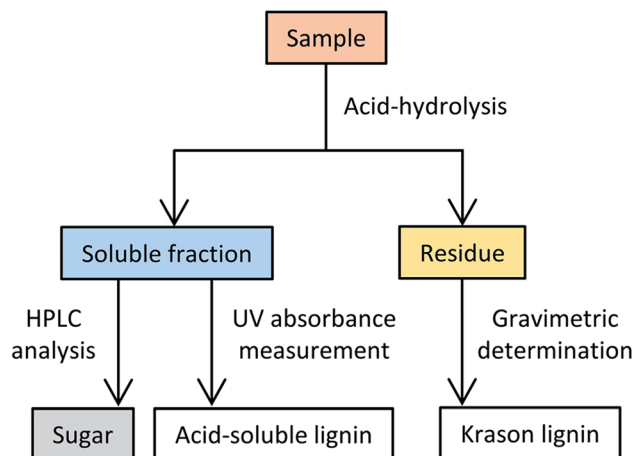 Sample
Acid-hydrolysis
Soluble fraction
Residue
HPLC
analysis
UV absorbance
measurement
Gravimetric
determination
Sugar
Acid-soluble lignin
Krason lignin